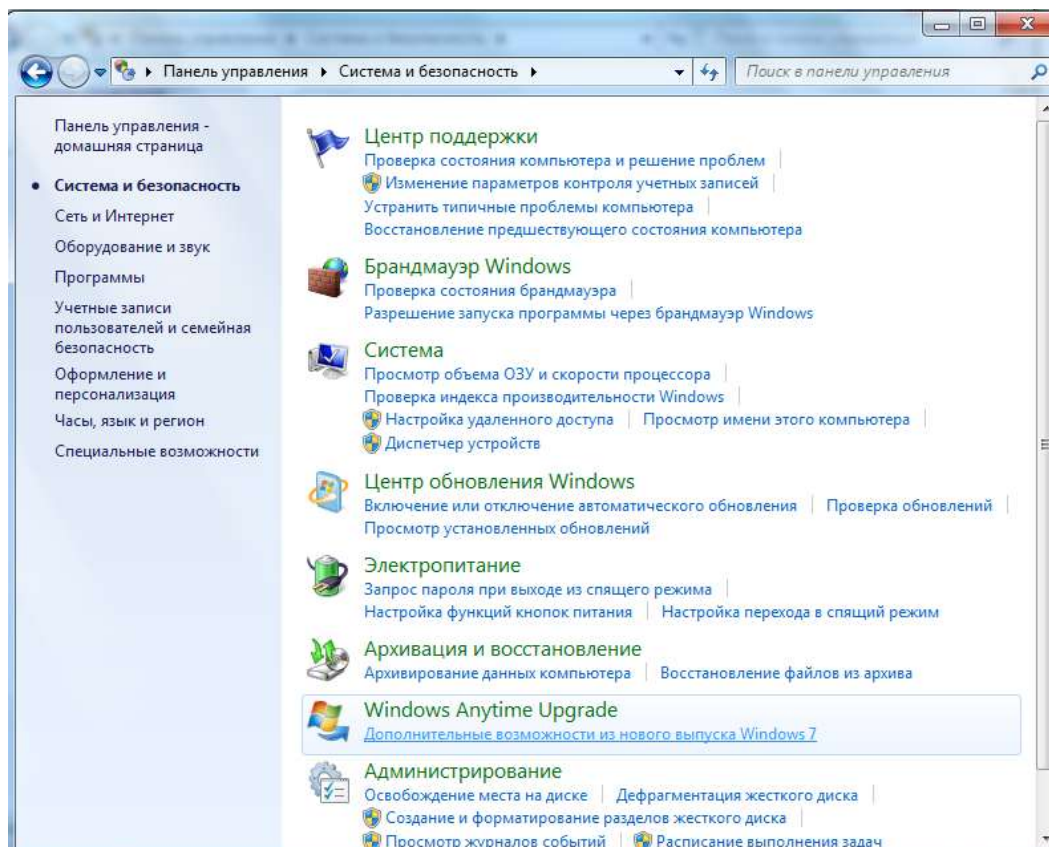 Панель управления ▸ Система и безопасность ▸
Поиск в панели управления
Панель управления -
домашняя страница
Система и безопасность
Сеть и Интернет
Оборудование и звук
Программы
Учетные записи
пользователей и семейная
безопасность
Оформление и
персонализация
Часы, язык и регион
Специальные возможности
Центр поддержки
Проверка состояния компьютера и решение проблем
Изменение параметров контроля учетных записей
Устранить типичные проблемы компьютера
Восстановление предшествующего состояния компьютера
Брандмауэр Windows
Проверка состояния брандмауэра
Разрешение запуска программы через брандмауэр Windows
Система
Просмотр объема ОЗУ и скорости процессора
Проверка индекса производительности Windows
Настройка удаленного доступа | Просмотр имени этого компьютера
Диспетчер устройств
Центр обновления Windows
Включение или отключение автоматического обновления | Проверка обновлений
Просмотр установленных обновлений
Электропитание
Запрос пароля при выходе из спящего режима
Настройка функций кнопок питания | Настройка перехода в спящий режим
Архивация и восстановление
Архивирование данных компьютера | Восстановление файлов из архива
Windows Anytime Upgrade
Дополнительные возможности из нового выпуска Windows 7
Администрирование
Освобождение места на диске | Дефрагментация жесткого диска
Создание и форматирование разделов жесткого диска
Просмотр журналов событий | Расписание выполнения задач